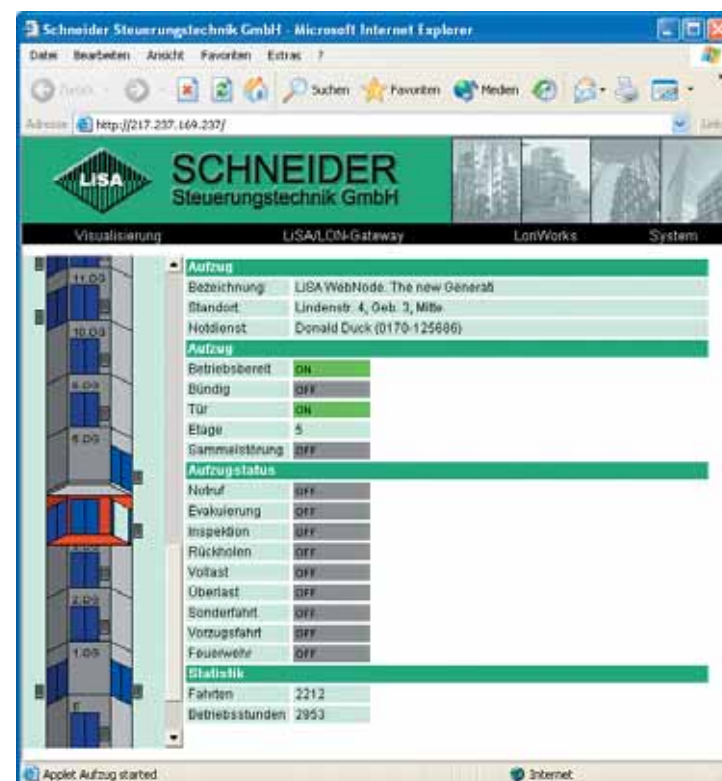 Schneider Steuerungstechnik GmbH - Microsoft Internet Explorer
Datei Bearbeiten Ansicht Favoriten Extras ?
Zurück Suchen Favoriten Medien
Adresse http://217.237.169.237/
LiSA
SCHNEIDER
Steuerungstechnik GmbH
Visualisierung LiSA/LON-Gateway LonWorks System
11.OG
10.OG
2.OG
1.OG
E
Aufzug
Bezeichnung LiSA WebNode. The new Generati
Standort Lindenstr. 4, Geb. 3, Mitte
Notdienst Donald Duck (0170-125686)
Aufzug
Betriebsbereit ON
Bündig OFF
Tür ON
Etage 5
Sammelstörung OFF
Aufzugstatus
Notruf OFF
Evakuierung OFF
Inspektion OFF
Rückholen OFF
Vollast OFF
Überlast OFF
Sonderfahrt OFF
Vorzugsfahrt OFF
Feuerwehr OFF
Statistik
Fahrten 2212
Betriebsstunden 2953
Applet Aufzug started Internet